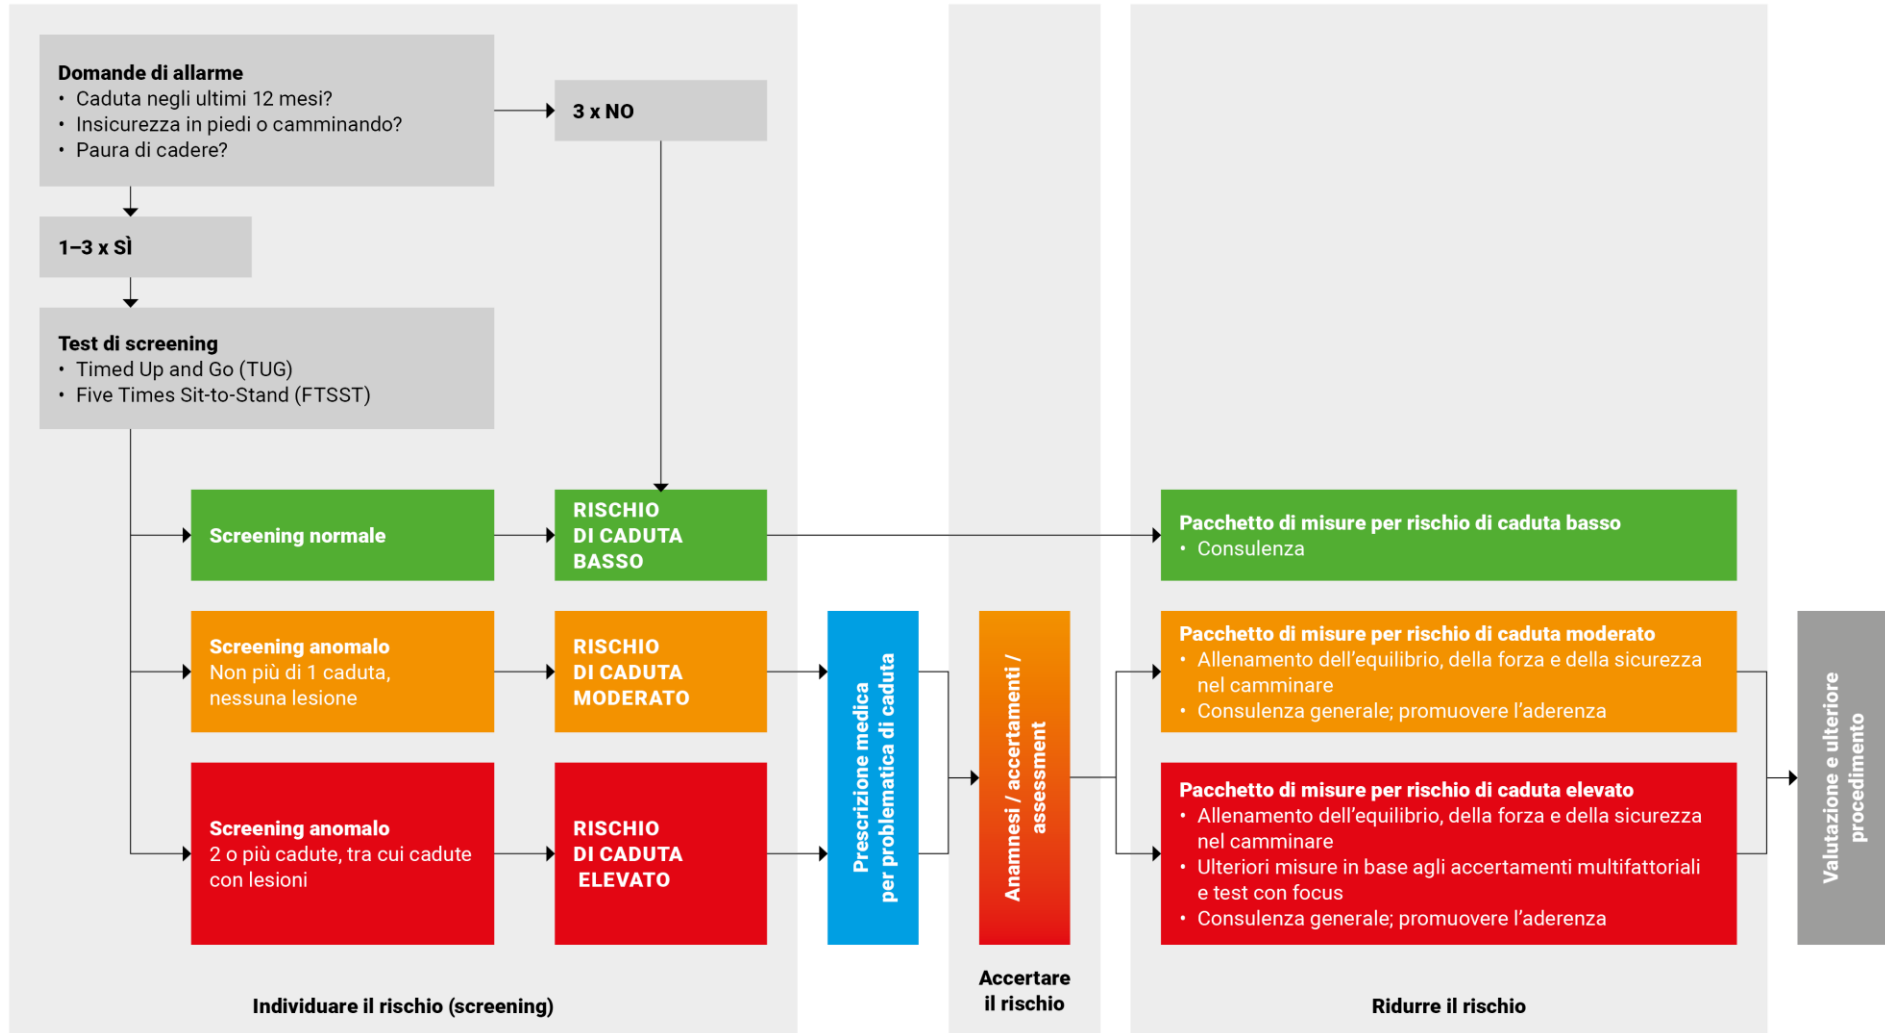 Domande di allarme
• Caduta negli ultimi 12 mesi?
• Insicurezza in piedi o camminando?
• Paura di cadere?
3 x NO
1–3 x SÌ
Test di screening
• Timed Up and Go (TUG)
• Five Times Sit-to-Stand (FTSST)
Screening normale
RISCHIO
DI CADUTA
BASSO
Pacchetto di misure per rischio di caduta basso
• Consulenza
Screening anomalo
Non più di 1 caduta,
nessuna lesione
RISCHIO
DI CADUTA
MODERATO
Screening anomalo
2 o più cadute, tra cui cadute
con lesioni
RISCHIO
DI CADUTA
ELEVATO
Prescrizione medica
per problematica di caduta
Anamnesi / accertamenti /
assessment
Pacchetto di misure per rischio di caduta moderato
• Allenamento dell’equilibrio, della forza e della sicurezza
nel camminare
• Consulenza generale; promuovere l’aderenza
Pacchetto di misure per rischio di caduta elevato
• Allenamento dell’equilibrio, della forza e della sicurezza
nel camminare
• Ulteriori misure in base agli accertamenti multifattoriali
e test con focus
• Consulenza generale; promuovere l’aderenza
Valutazione e ulteriore
procedimento
Individuare il rischio (screening)
Accertare
il rischio
Ridurre il rischio